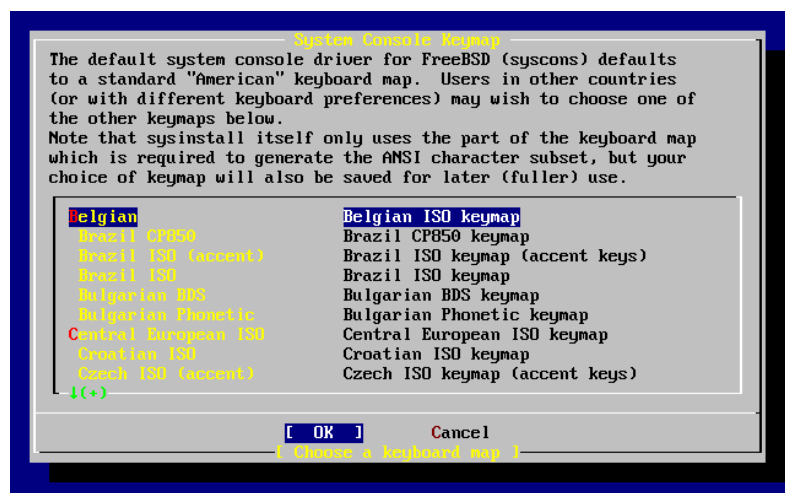 System Console Keymap
The default system console driver for FreeBSD (syscons) defaults
to a standard "American" keyboard map. Users in other countries
(or with different keyboard preferences) may wish to choose one of
the other keymaps below.
Note that sysinstall itself only uses the part of the keyboard map
which is required to generate the ANSI character subset, but your
choice of keymap will also be saved for later (fuller) use.
Belgian Belgian ISO keymap
Brazil CP850 Brazil CP850 keymap
Brazil ISO (accent) Brazil ISO keymap (accent keys)
Brazil ISO Brazil ISO keymap
Bulgarian BDS Bulgarian BDS keymap
Bulgarian Phonetic Bulgarian Phonetic keymap
Central European ISO Central European ISO keymap
Croatian ISO Croatian ISO keymap
Czech ISO (accent) Czech ISO keymap (accent keys)
↓(+)
[ OK ] Cancel
[ Choose a keyboard map ]